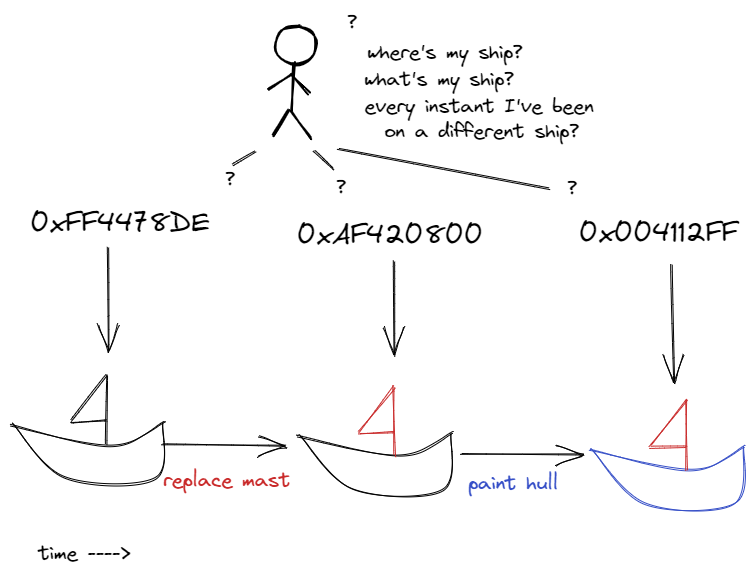 ?
where's my ship?
what's my ship?
every instant I've been
on a different ship?
? ? ?
0xFF4478DE 0xAF420800 0x004112FF
replace mast paint hull
time ---->